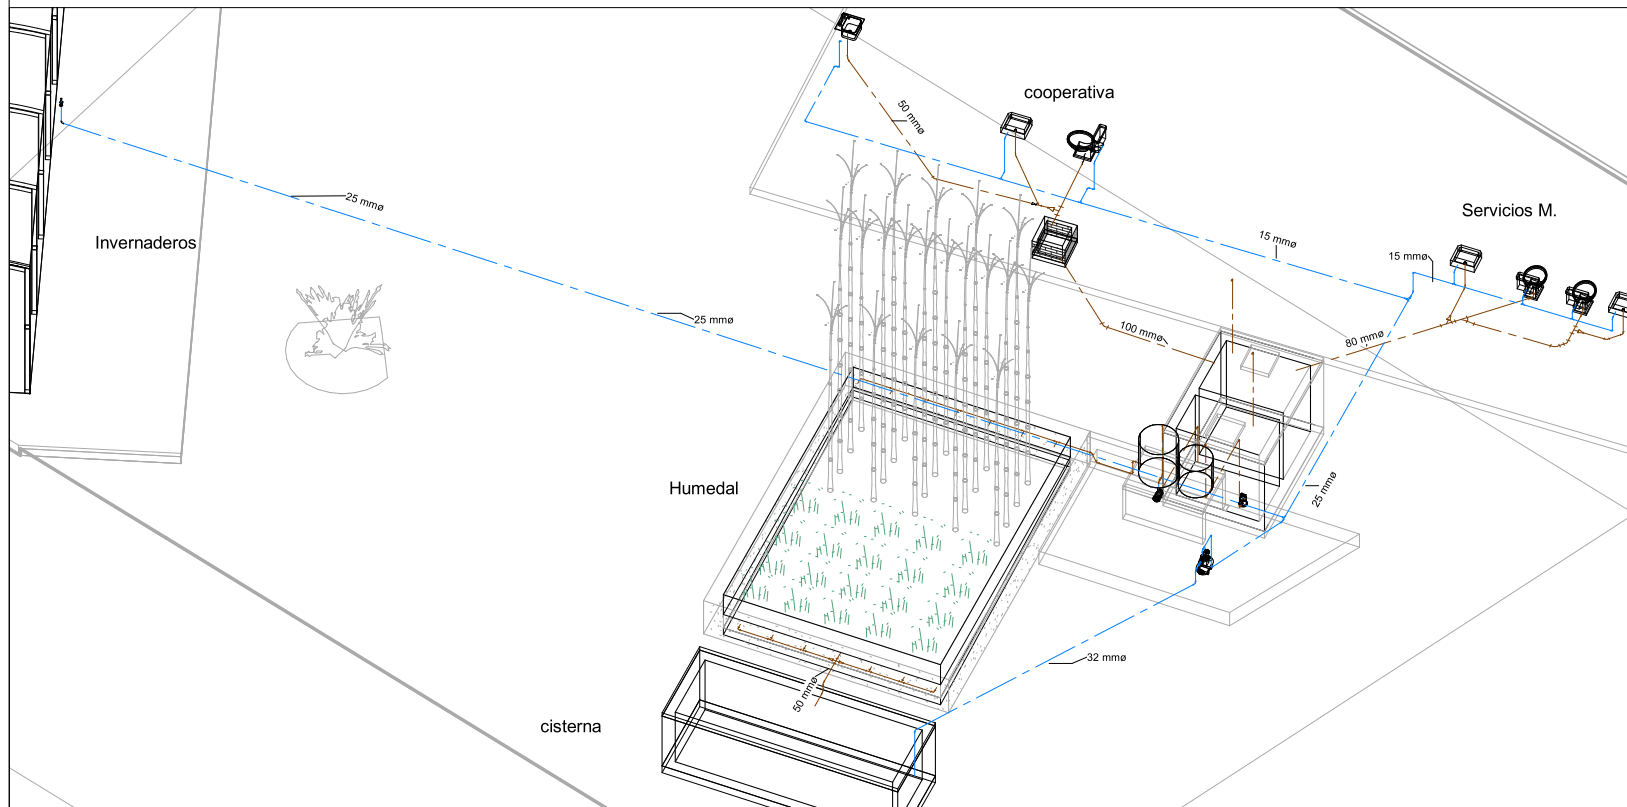 cooperativa
50 mmø
25 mmø
Servicios M.
Invernaderos
15 mmø
15 mmø
25 mmø
100 mmø
80 mmø
Humedal
25 mmø
32 mmø
50 mmø
cisterna